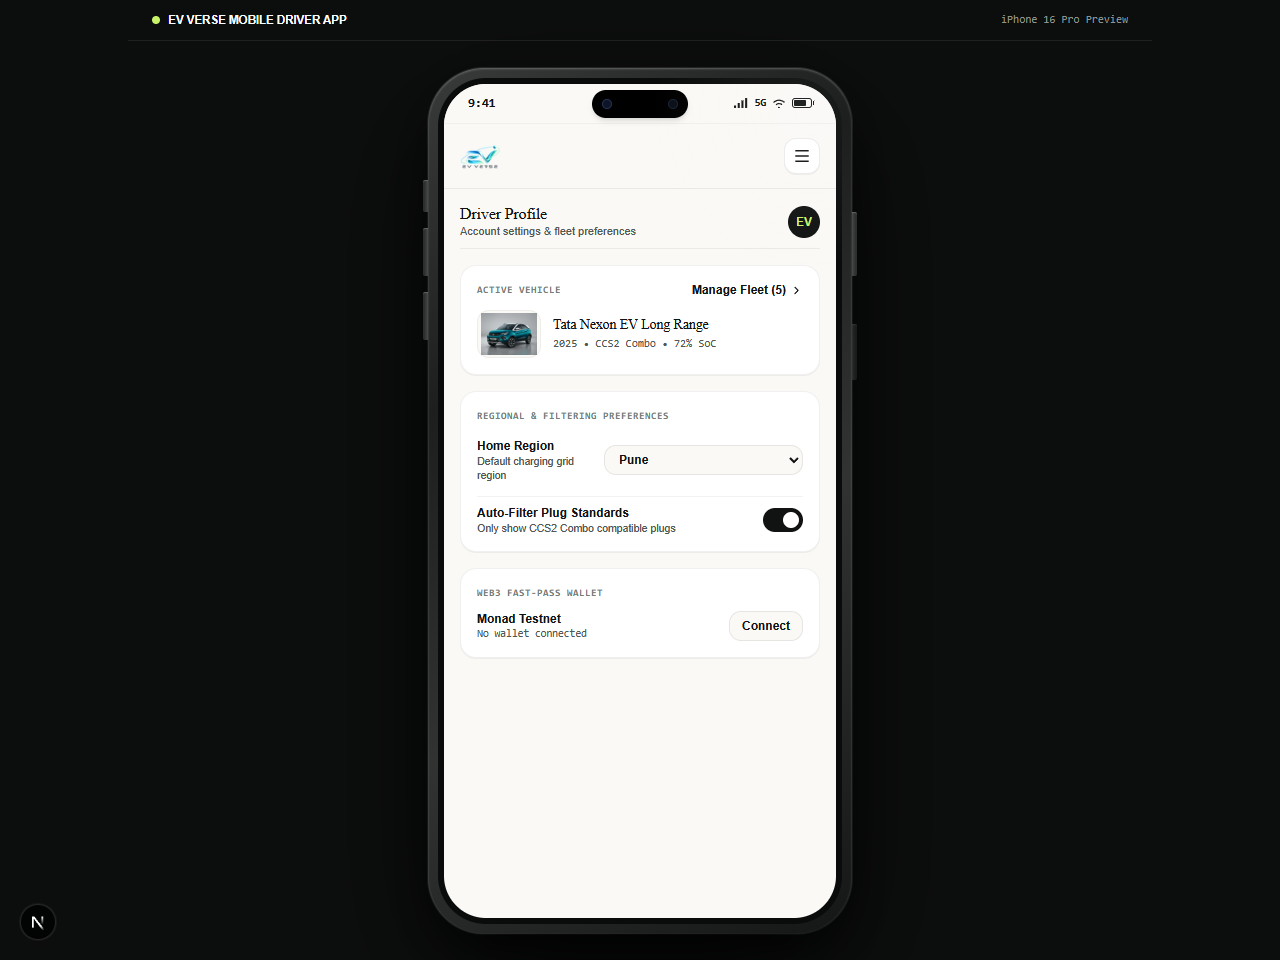 EV VERSE MOBILE DRIVER APP
iPhone 16 Pro Preview
9:41
5G
EV
EV VERSE
Driver Profile
Account settings & fleet preferences
EV
ACTIVE VEHICLE
Manage Fleet (5)
Tata Nexon EV Long Range
2025 • CCS2 Combo • 72% SoC
REGIONAL & FILTERING PREFERENCES
Home Region
Default charging grid
region
Pune
Auto-Filter Plug Standards
Only show CCS2 Combo compatible plugs
WEB3 FAST-PASS WALLET
Monad Testnet
No wallet connected
Connect
N